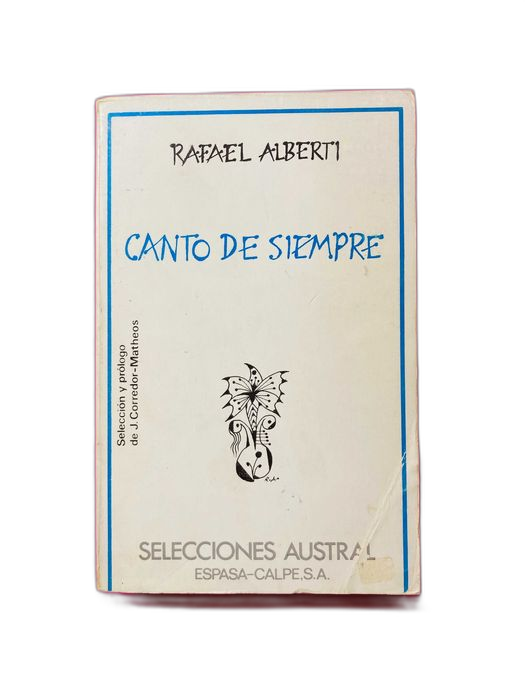 RAFAEL ALBERTI
CANTO DE SIEMPRE
Selección y prólogo
de J. Corredor-Matheos
R.A.
SELECCIONES AUSTRAL
ESPASA-CALPE, S.A.